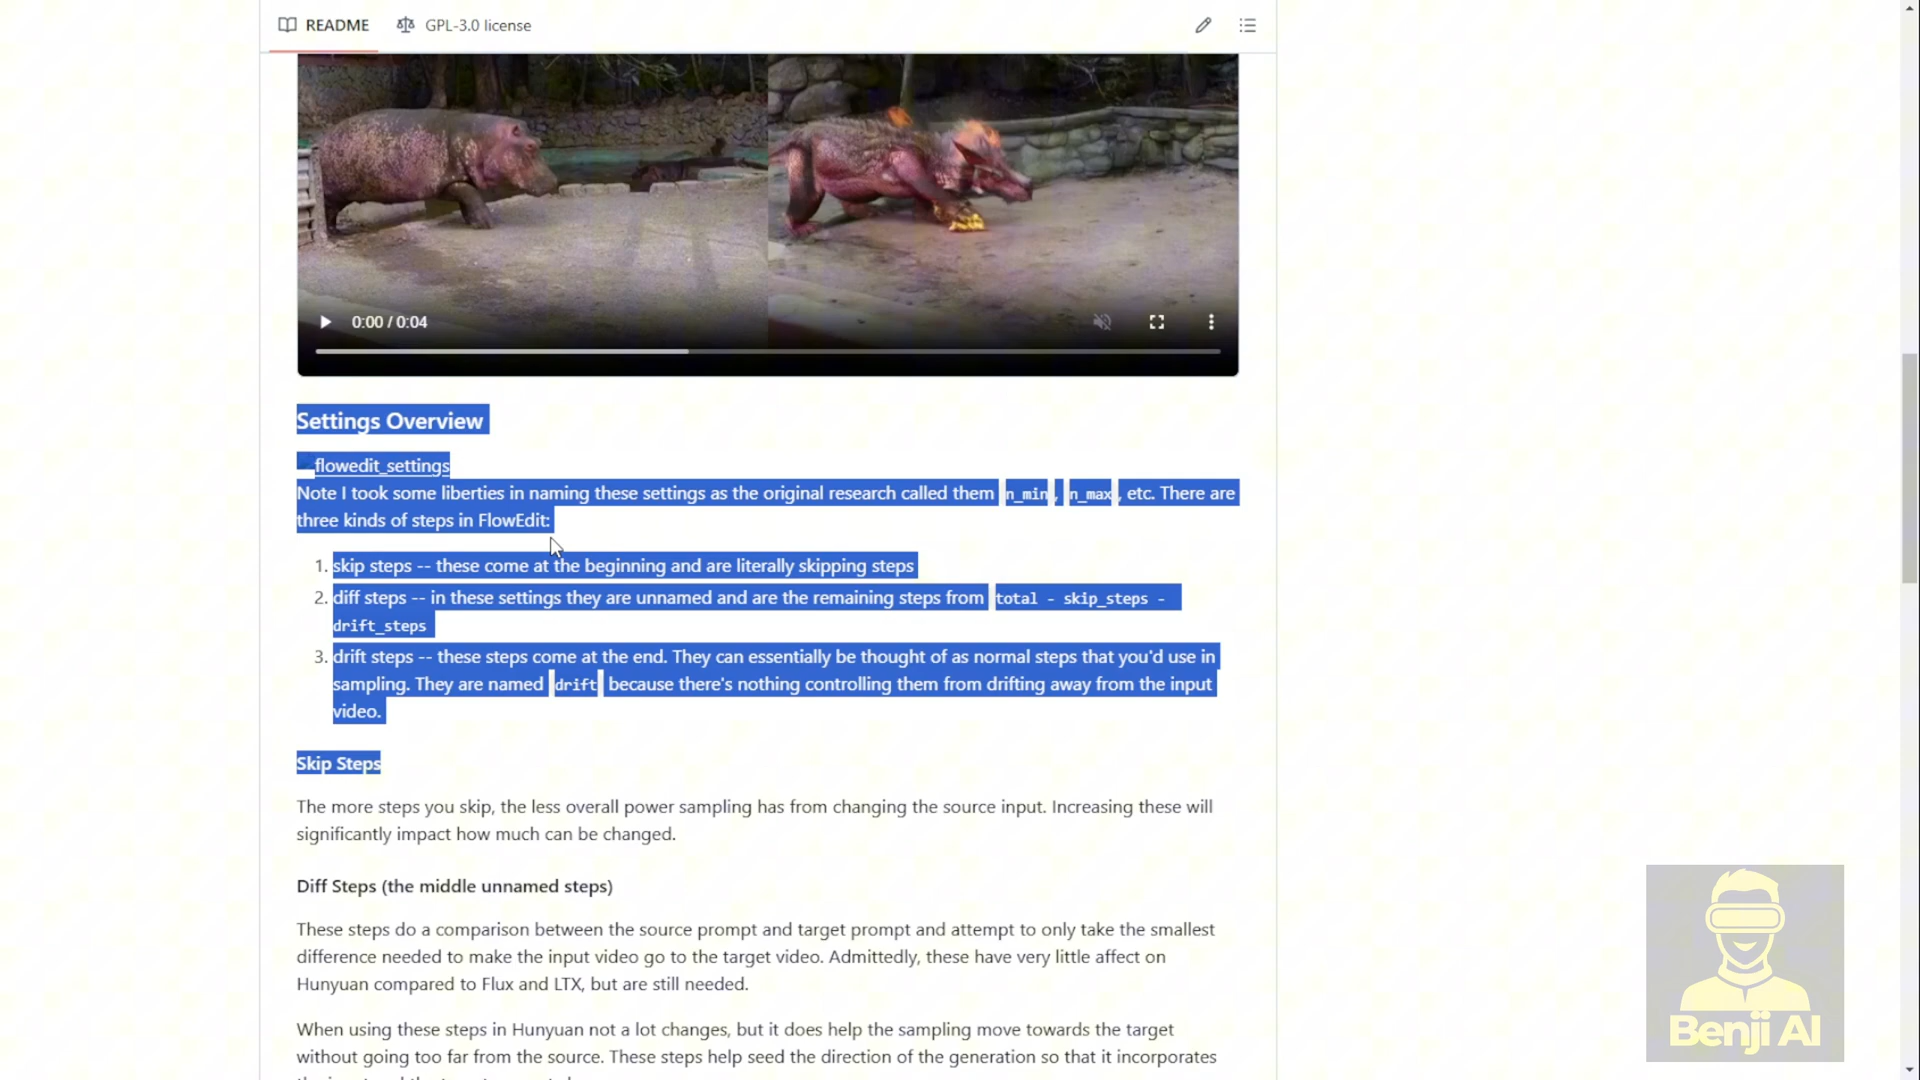 README
GPL-3.0 license
0:00 / 0:04
Settings Overview
flowedit_settings
Note I took some liberties in naming these settings as the original research called them n_min, n_max, etc. There are
three kinds of steps in FlowEdit:
1. skip steps -- these come at the beginning and are literally skipping steps
2. diff steps -- in these settings they are unnamed and are the remaining steps from total - skip_steps -
drift_steps
3. drift steps -- these steps come at the end. They can essentially be thought of as normal steps that you'd use in
sampling. They are named drift because there's nothing controlling them from drifting away from the input
video.
Skip Steps
The more steps you skip, the less overall power sampling has from changing the source input. Increasing these will
significantly impact how much can be changed.
Diff Steps (the middle unnamed steps)
These steps do a comparison between the source prompt and target prompt and attempt to only take the smallest
difference needed to make the input video go to the target video. Admittedly, these have very little affect on
Hunyuan compared to Flux and LTX, but are still needed.
When using these steps in Hunyuan not a lot changes, but it does help the sampling move towards the target
without going too far from the source. These steps help seed the direction of the generation so that it incorporates
Benji AI